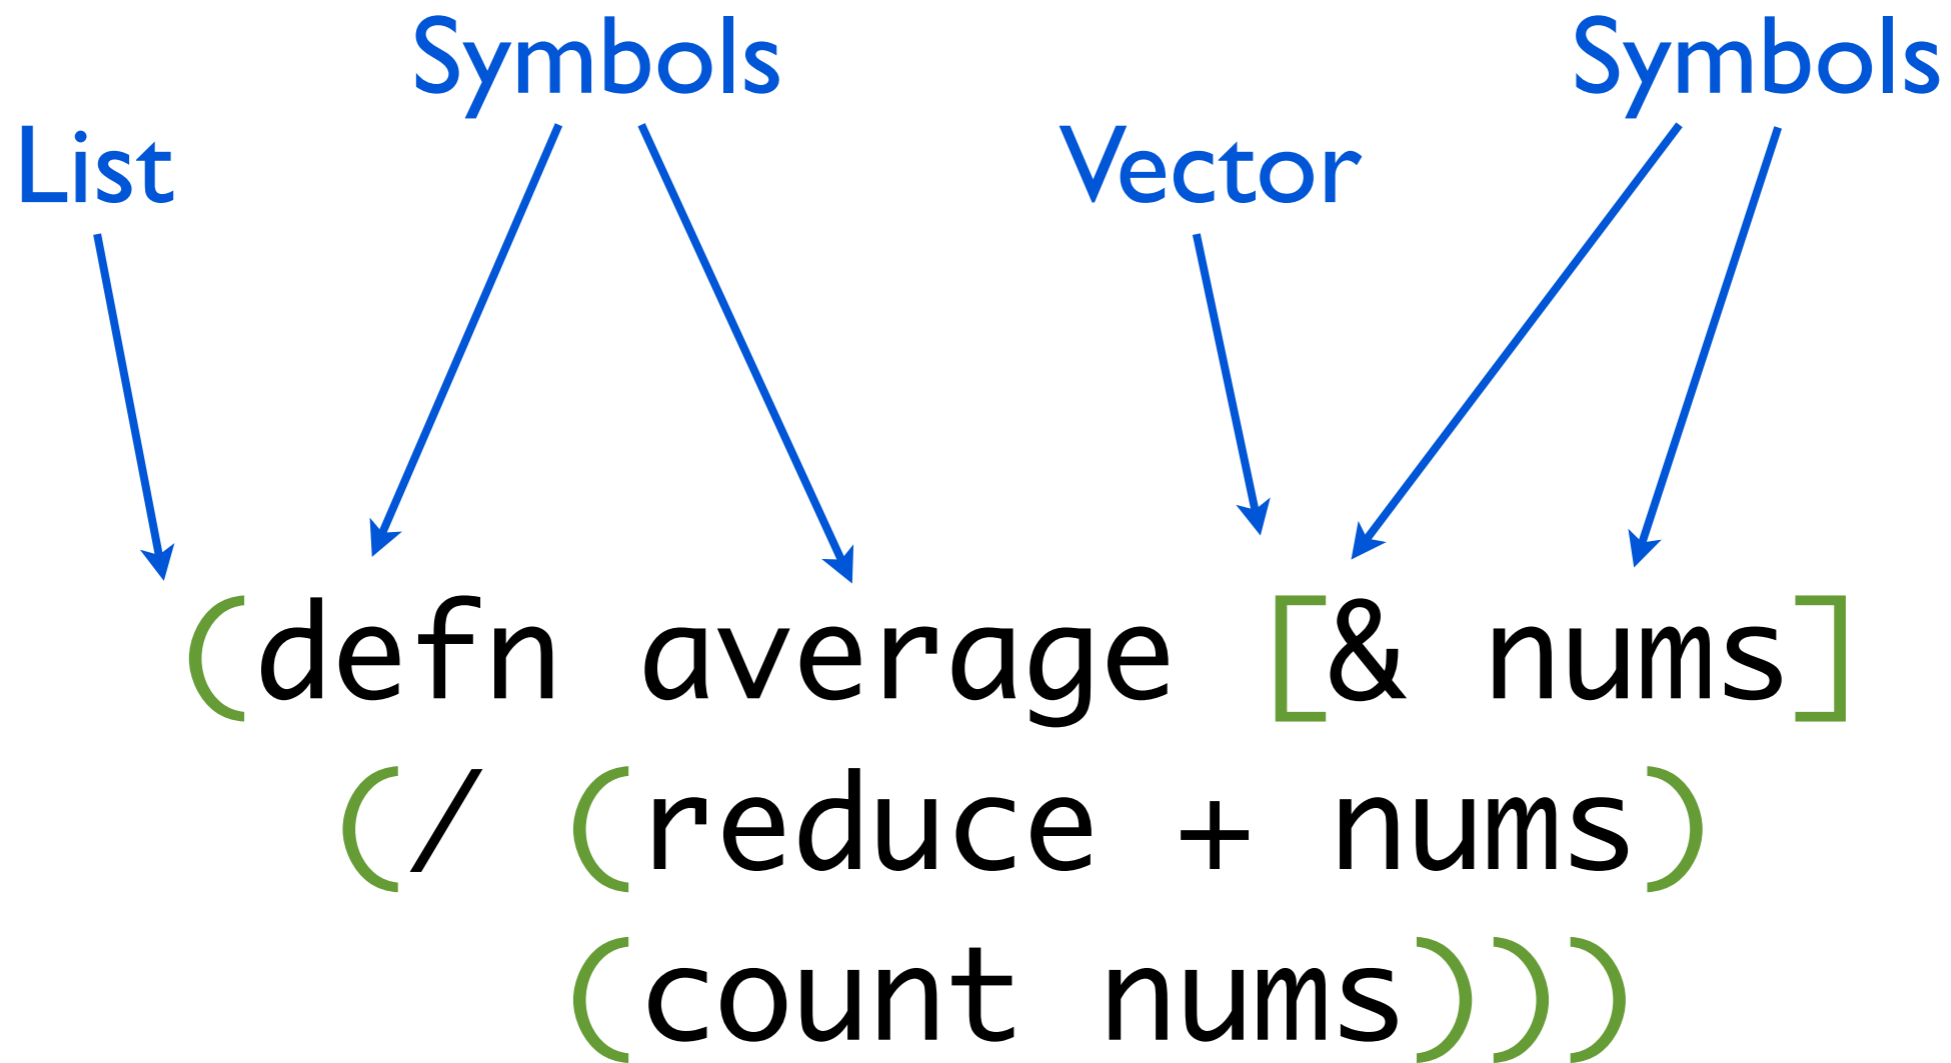 Symbols Symbols
List Vector
(defn average [& nums]
(/ (reduce + nums)
(count nums)))